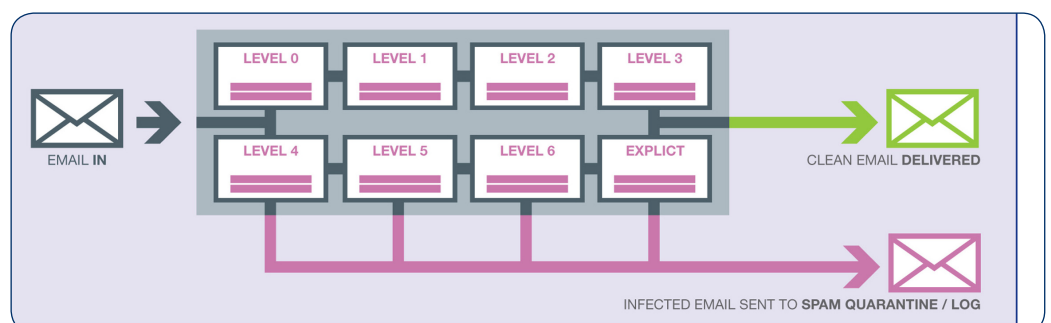 LEVEL 0
LEVEL 1
LEVEL 2
LEVEL 3
EMAIL IN
LEVEL 4
LEVEL 5
LEVEL 6
EXPLICT
CLEAN EMAIL DELIVERED
INFECTED EMAIL SENT TO SPAM QUARANTINE / LOG